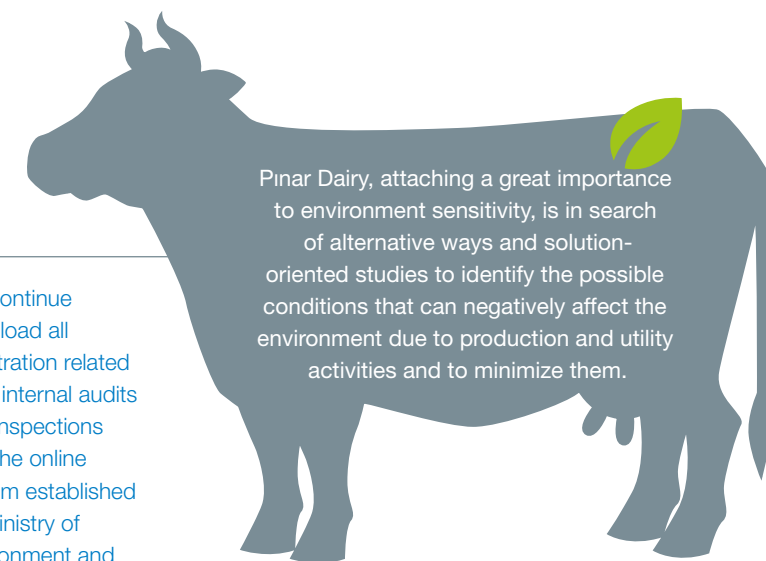 Pınar Dairy, attaching a great importance
to environment sensitivity, is in search
of alternative ways and solution-
oriented studies to identify the possible
conditions that can negatively affect the
environment due to production and utility
activities and to minimize them.
ontinue
load all
tration related
internal audits
nspections
he online
m established
inistry of
onment and